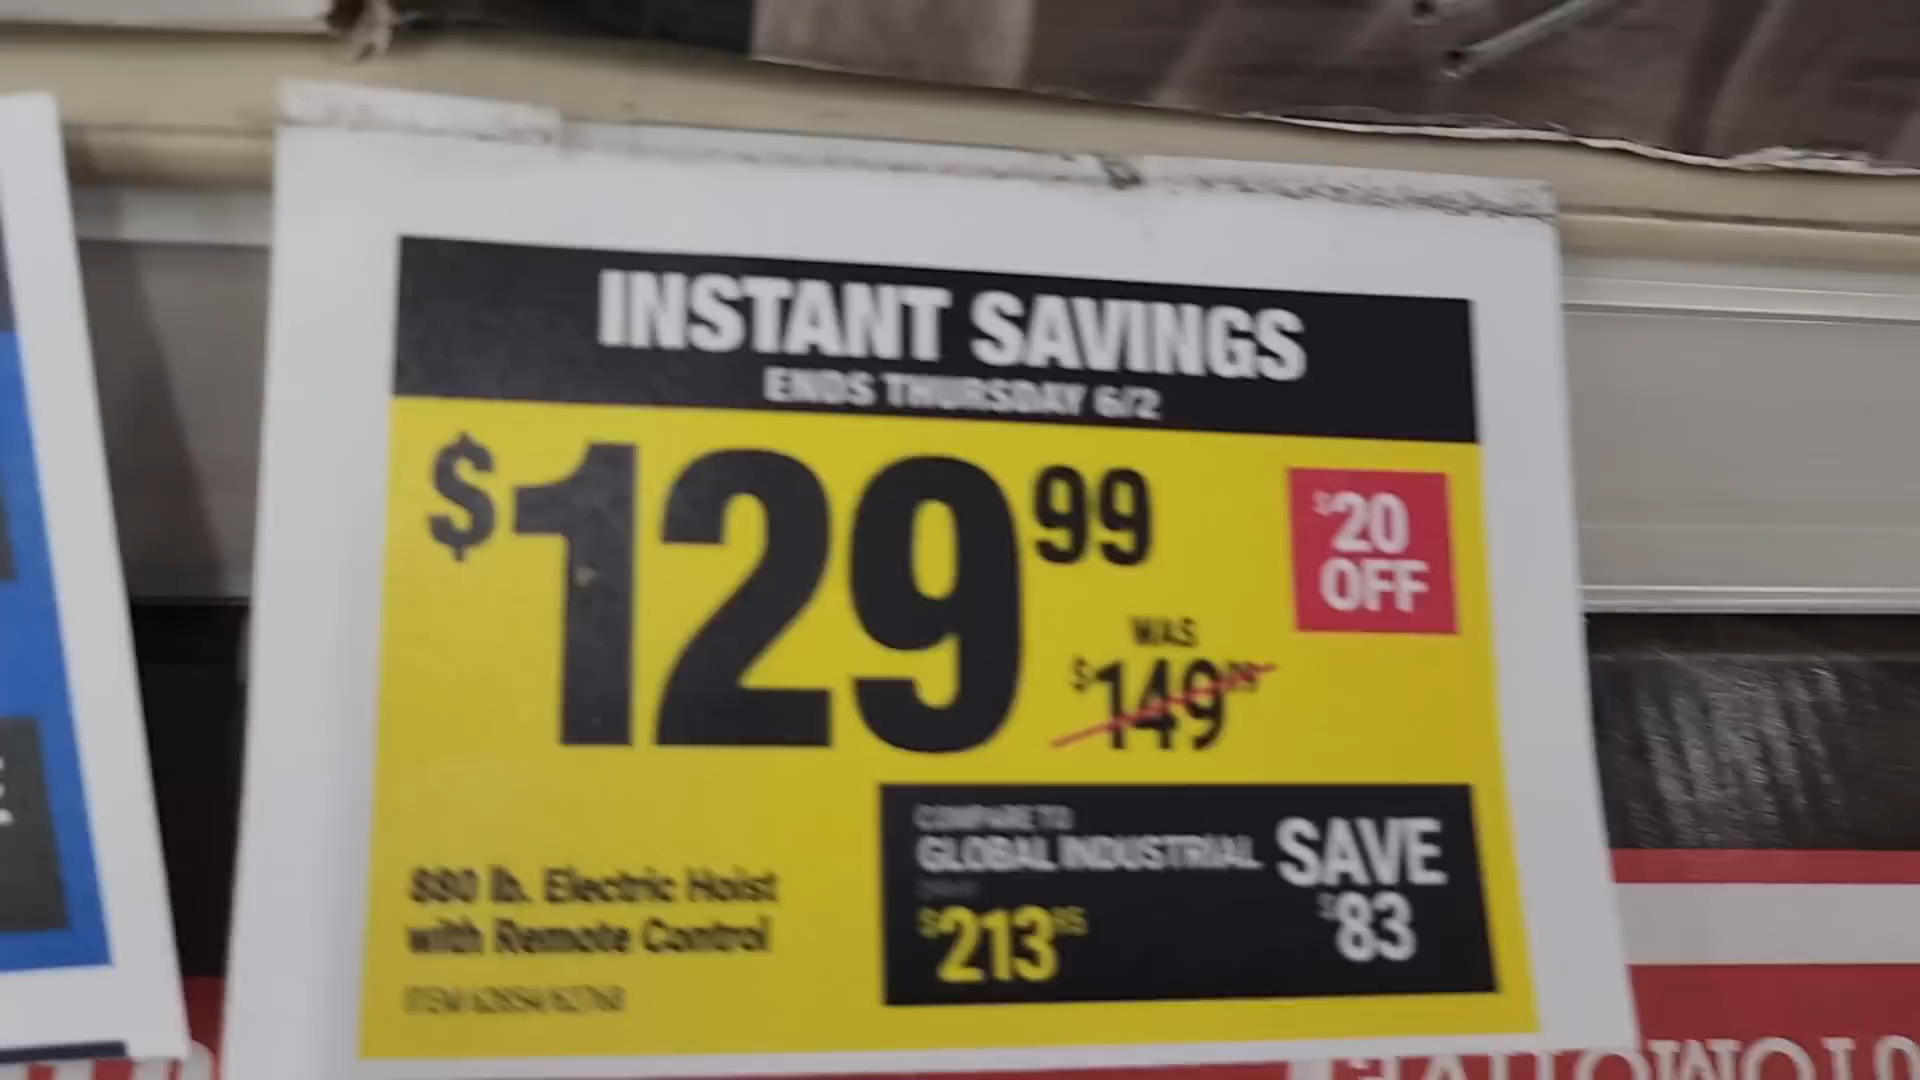 INSTANT SAVINGS
ENDS THURSDAY 6/2
$129 99
$20
OFF
WAS
$149 99
880 lb. Electric Hoist
with Remote Control
ITEM
COMPARE TO
GLOBAL INDUSTRIAL
$213 95
SAVE
$83